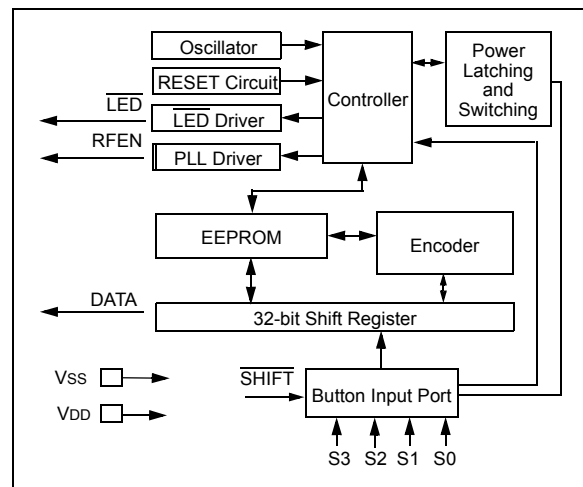 Oscillator
RESET Circuit
LED
LED Driver
RFEN
PLL Driver
Controller
Power
Latching
and
Switching
EEPROM
Encoder
DATA
32-bit Shift Register
VSS
VDD
SHIFT
Button Input Port
S3 S2 S1 S0